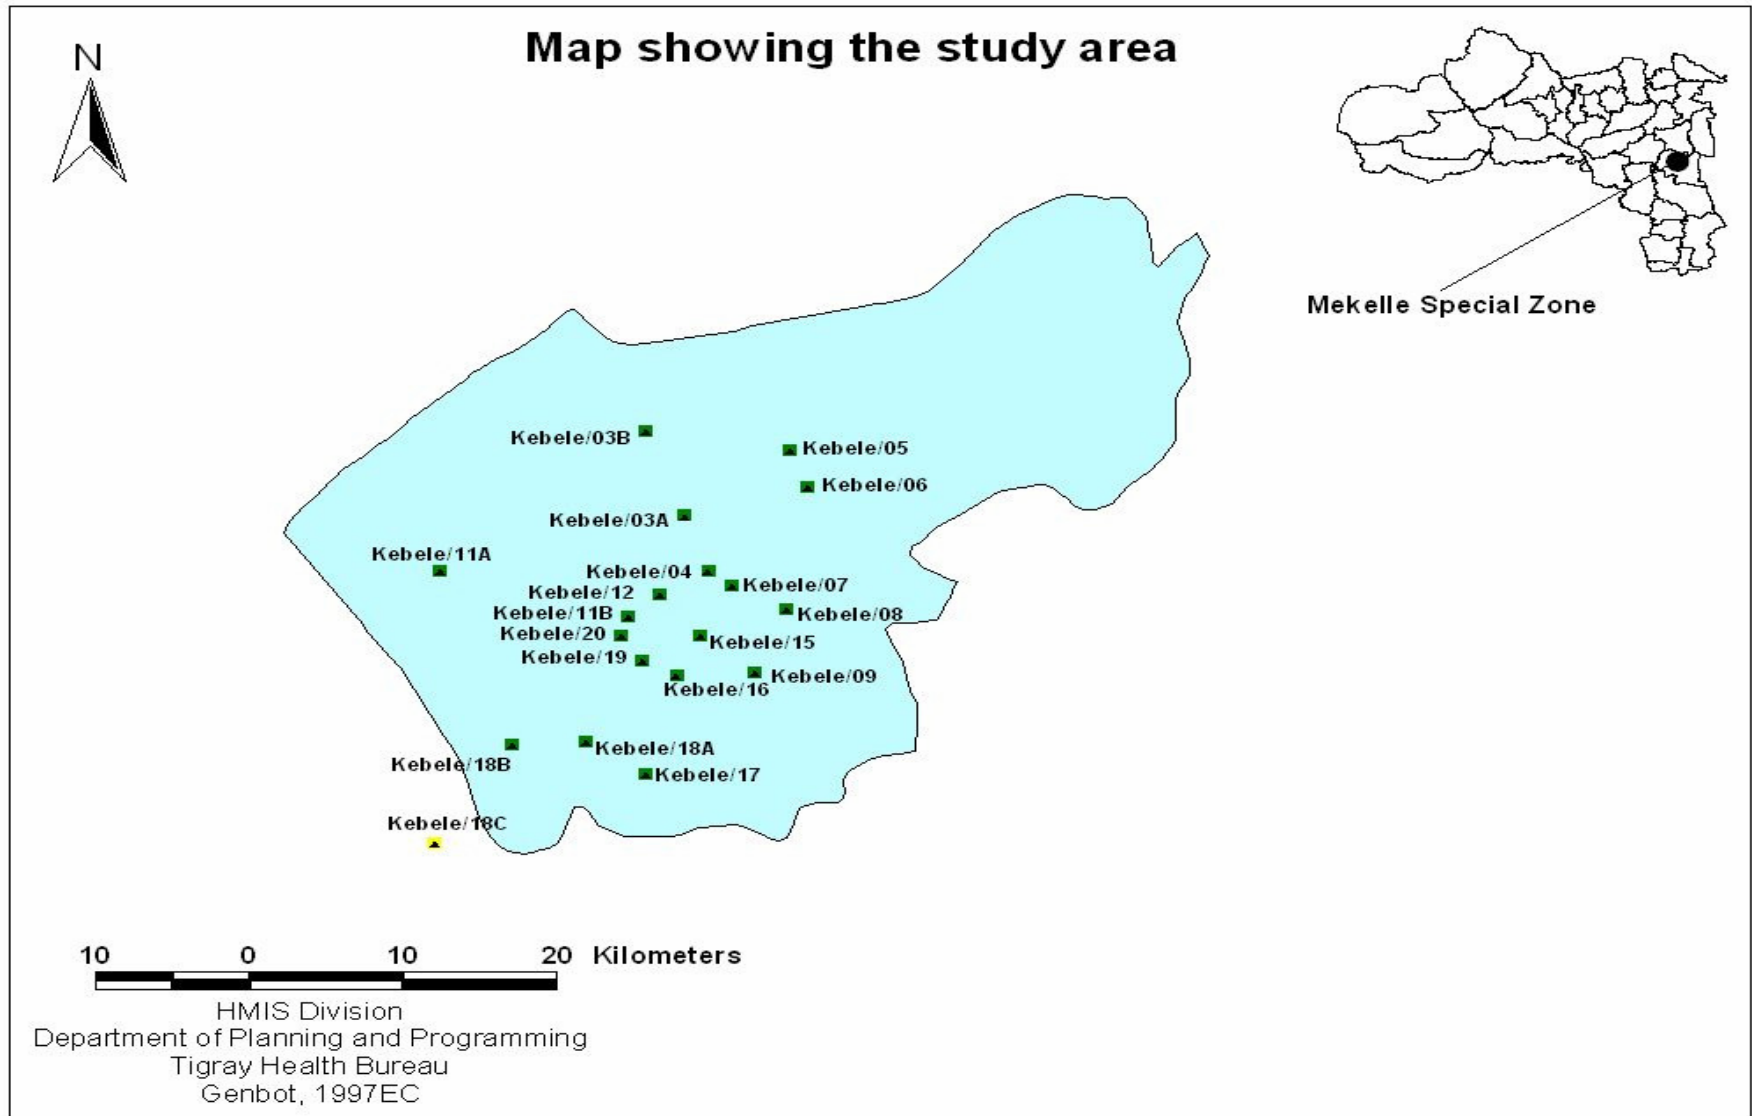 Map showing the study area
N
Mekelle Special Zone
Kebele/03B
Kebele/05
Kebele/06
Kebele/03A
Kebele/11A
Kebele/04
Kebele/07
Kebele/12
Kebele/11B
Kebele/08
Kebele/20
Kebele/15
Kebele/19
Kebele/09
Kebele/16
Kebele/18A
Kebele/18B
Kebele/17
Kebele/18C
10 0 10 20 Kilometers
HMIS Division
Department of Planning and Programming
Tigray Health Bureau
Genbot, 1997EC